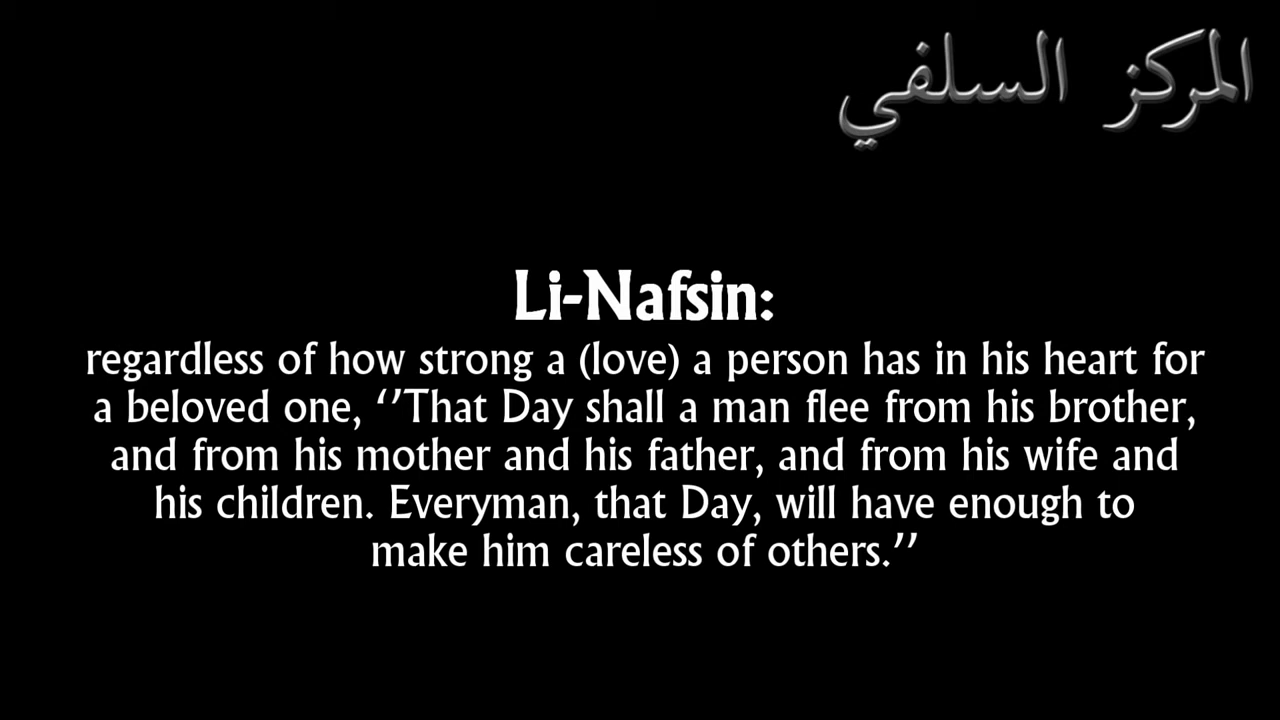 المركز السلفي
Li-Nafsin:
regardless of how strong a (love) a person has in his heart for
a beloved one, ‘’That Day shall a man flee from his brother,
and from his mother and his father, and from his wife and
his children. Everyman, that Day, will have enough to
make him careless of others.’’